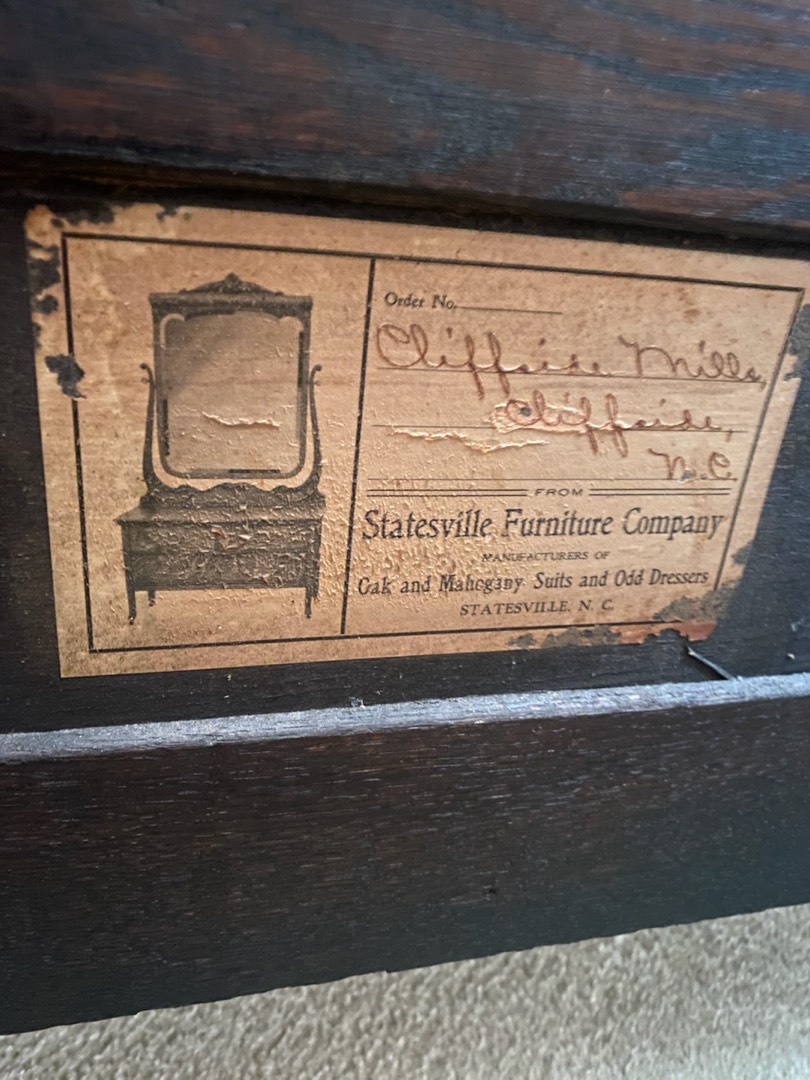 Order No.
Cliffside Mills,
Cliffside,
N.C.
FROM
Statesville Furniture Company
MANUFACTURERS OF
Oak and Mahogany Suits and Odd Dressers
STATESVILLE, N. C.